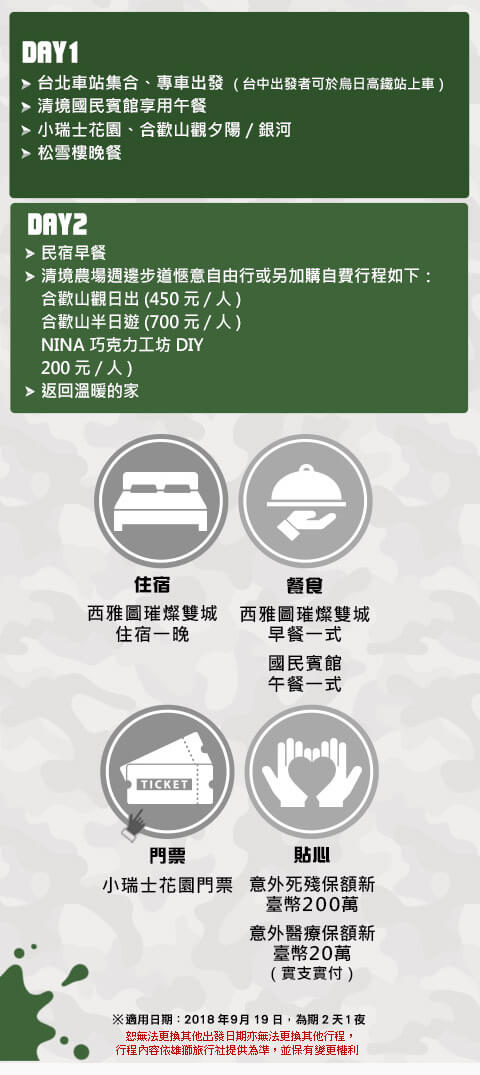 DAY1
➤ 台北車站集合、專車出發 ( 台中出發者可於烏日高鐵站上車 )
➤ 清境國民賓館享用午餐
➤ 小瑞士花園、合歡山觀夕陽 / 銀河
➤ 松雪樓晚餐
DAY2
➤ 民宿早餐
➤ 清境農場週邊步道愜意自由行或另加購自費行程如下：
合歡山觀日出 (450 元 / 人 )
合歡山半日遊 (700 元 / 人 )
NINA 巧克力工坊 DIY
200 元 / 人 )
➤ 返回溫暖的家
住宿
西雅圖璀燦雙城
住宿一晚
餐食
西雅圖璀燦雙城
早餐一式
國民賓館
午餐一式
TICKET
門票
小瑞士花園門票
貼心
意外死殘保額新
臺幣200萬
意外醫療保額新
臺幣20萬
( 實支實付 )
※ 適用日期：2018 年 9 月 19 日，為期 2 天 1 夜
恕無法更換其他出發日期亦無法更換其他行程，
行程內容依雄獅旅行社提供為準，並保有變更權利